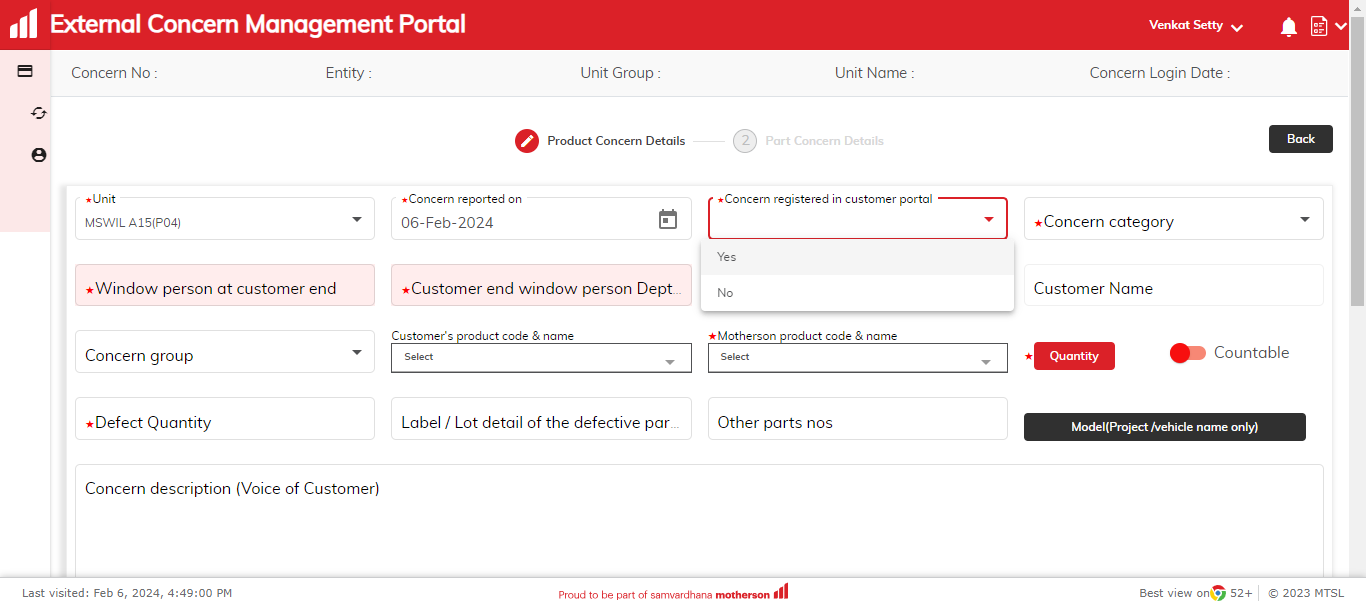 External Concern Management Portal
Venkat Setty
Concern No :
Entity :
Unit Group :
Unit Name :
Concern Login Date :
Product Concern Details
2
Part Concern Details
Back
★Unit
MSWIL A15(P04)
★Concern reported on
06-Feb-2024
★Concern registered in customer portal
Yes
No
★Concern category
★Window person at customer end
★Customer end window person Dept...
Customer Name
Concern group
Customer's product code & name
Select
★Motherson product code & name
Select
★ Quantity
Countable
★Defect Quantity
Label / Lot detail of the defective par...
Other parts nos
Model(Project /vehicle name only)
Concern description (Voice of Customer)
Last visited: Feb 6, 2024, 4:49:00 PM
Proud to be part of samvardhana motherson
Best view on 52+
© 2023 MTSL